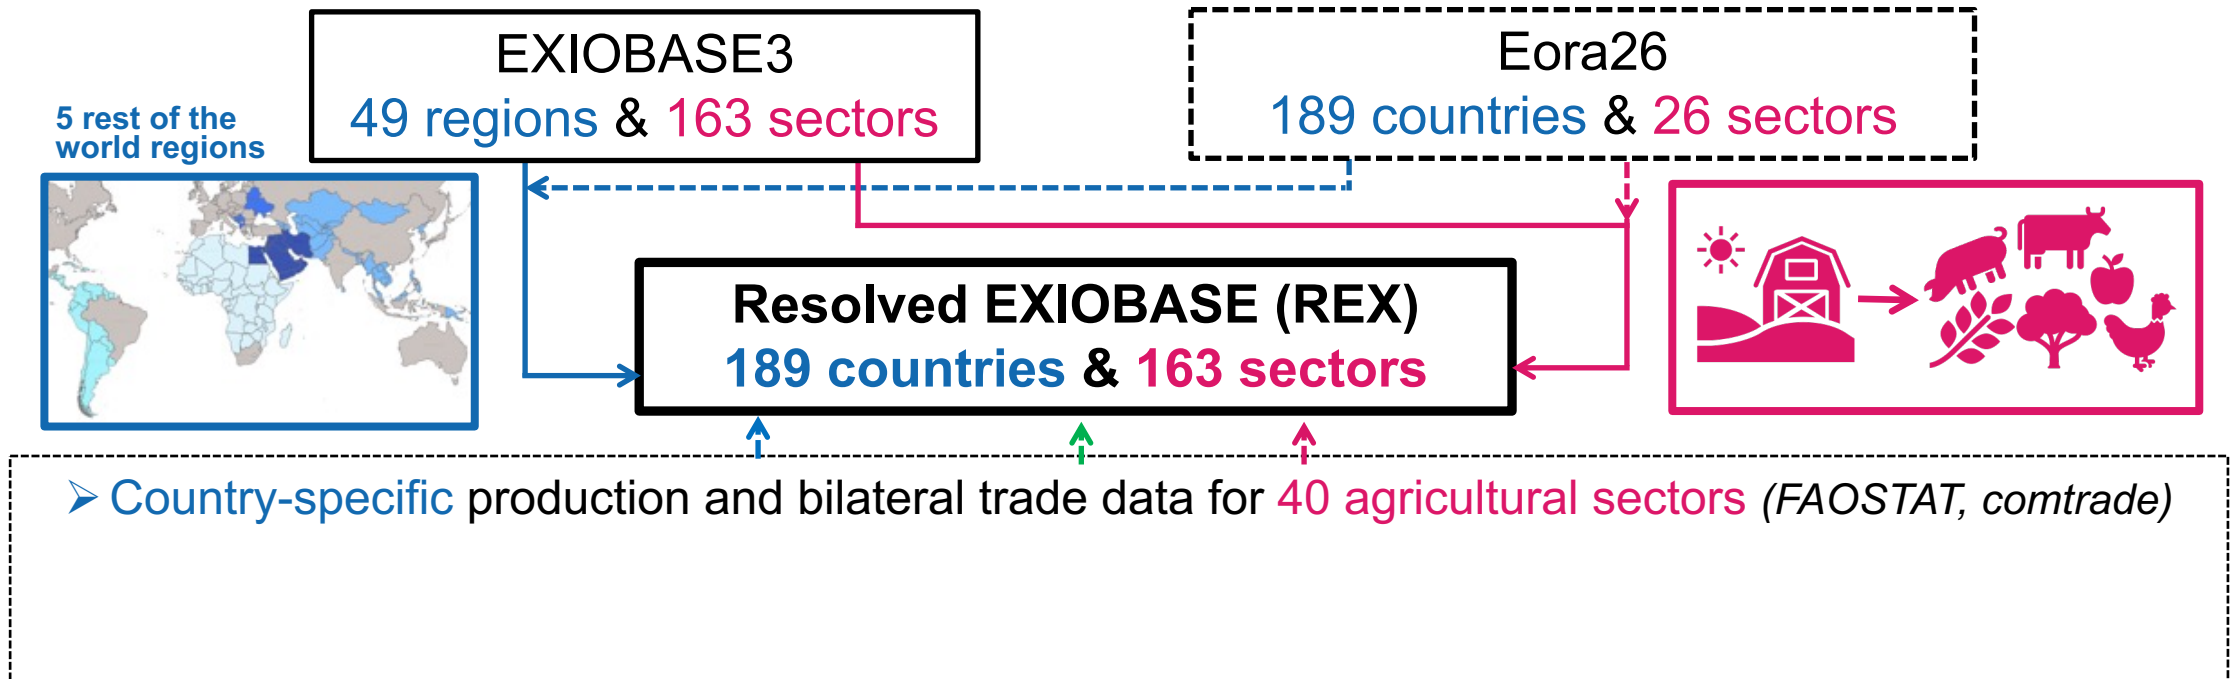 EXIOBASE3
49 regions & 163 sectors
Eora26
189 countries & 26 sectors
5 rest of the
world regions
Resolved EXIOBASE (REX)
189 countries & 163 sectors
➢ Country-specific production and bilateral trade data for 40 agricultural sectors (FAOSTAT, comtrade)